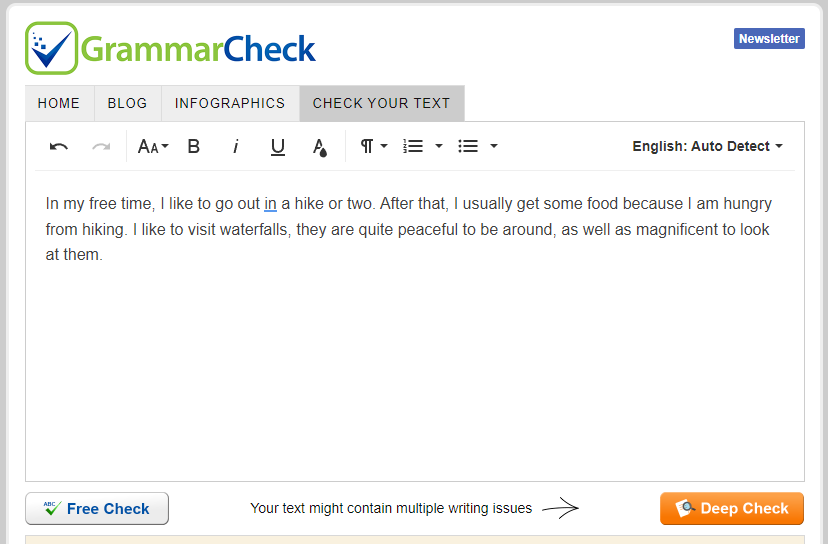 GrammarCheck
Newsletter
HOME BLOG INFOGRAPHICS CHECK YOUR TEXT
AA B i U A ¶ English: Auto Detect
In my free time, I like to go out in a hike or two. After that, I usually get some food because I am hungry
from hiking. I like to visit waterfalls, they are quite peaceful to be around, as well as magnificent to look
at them.
ABC Free Check Your text might contain multiple writing issues Deep Check